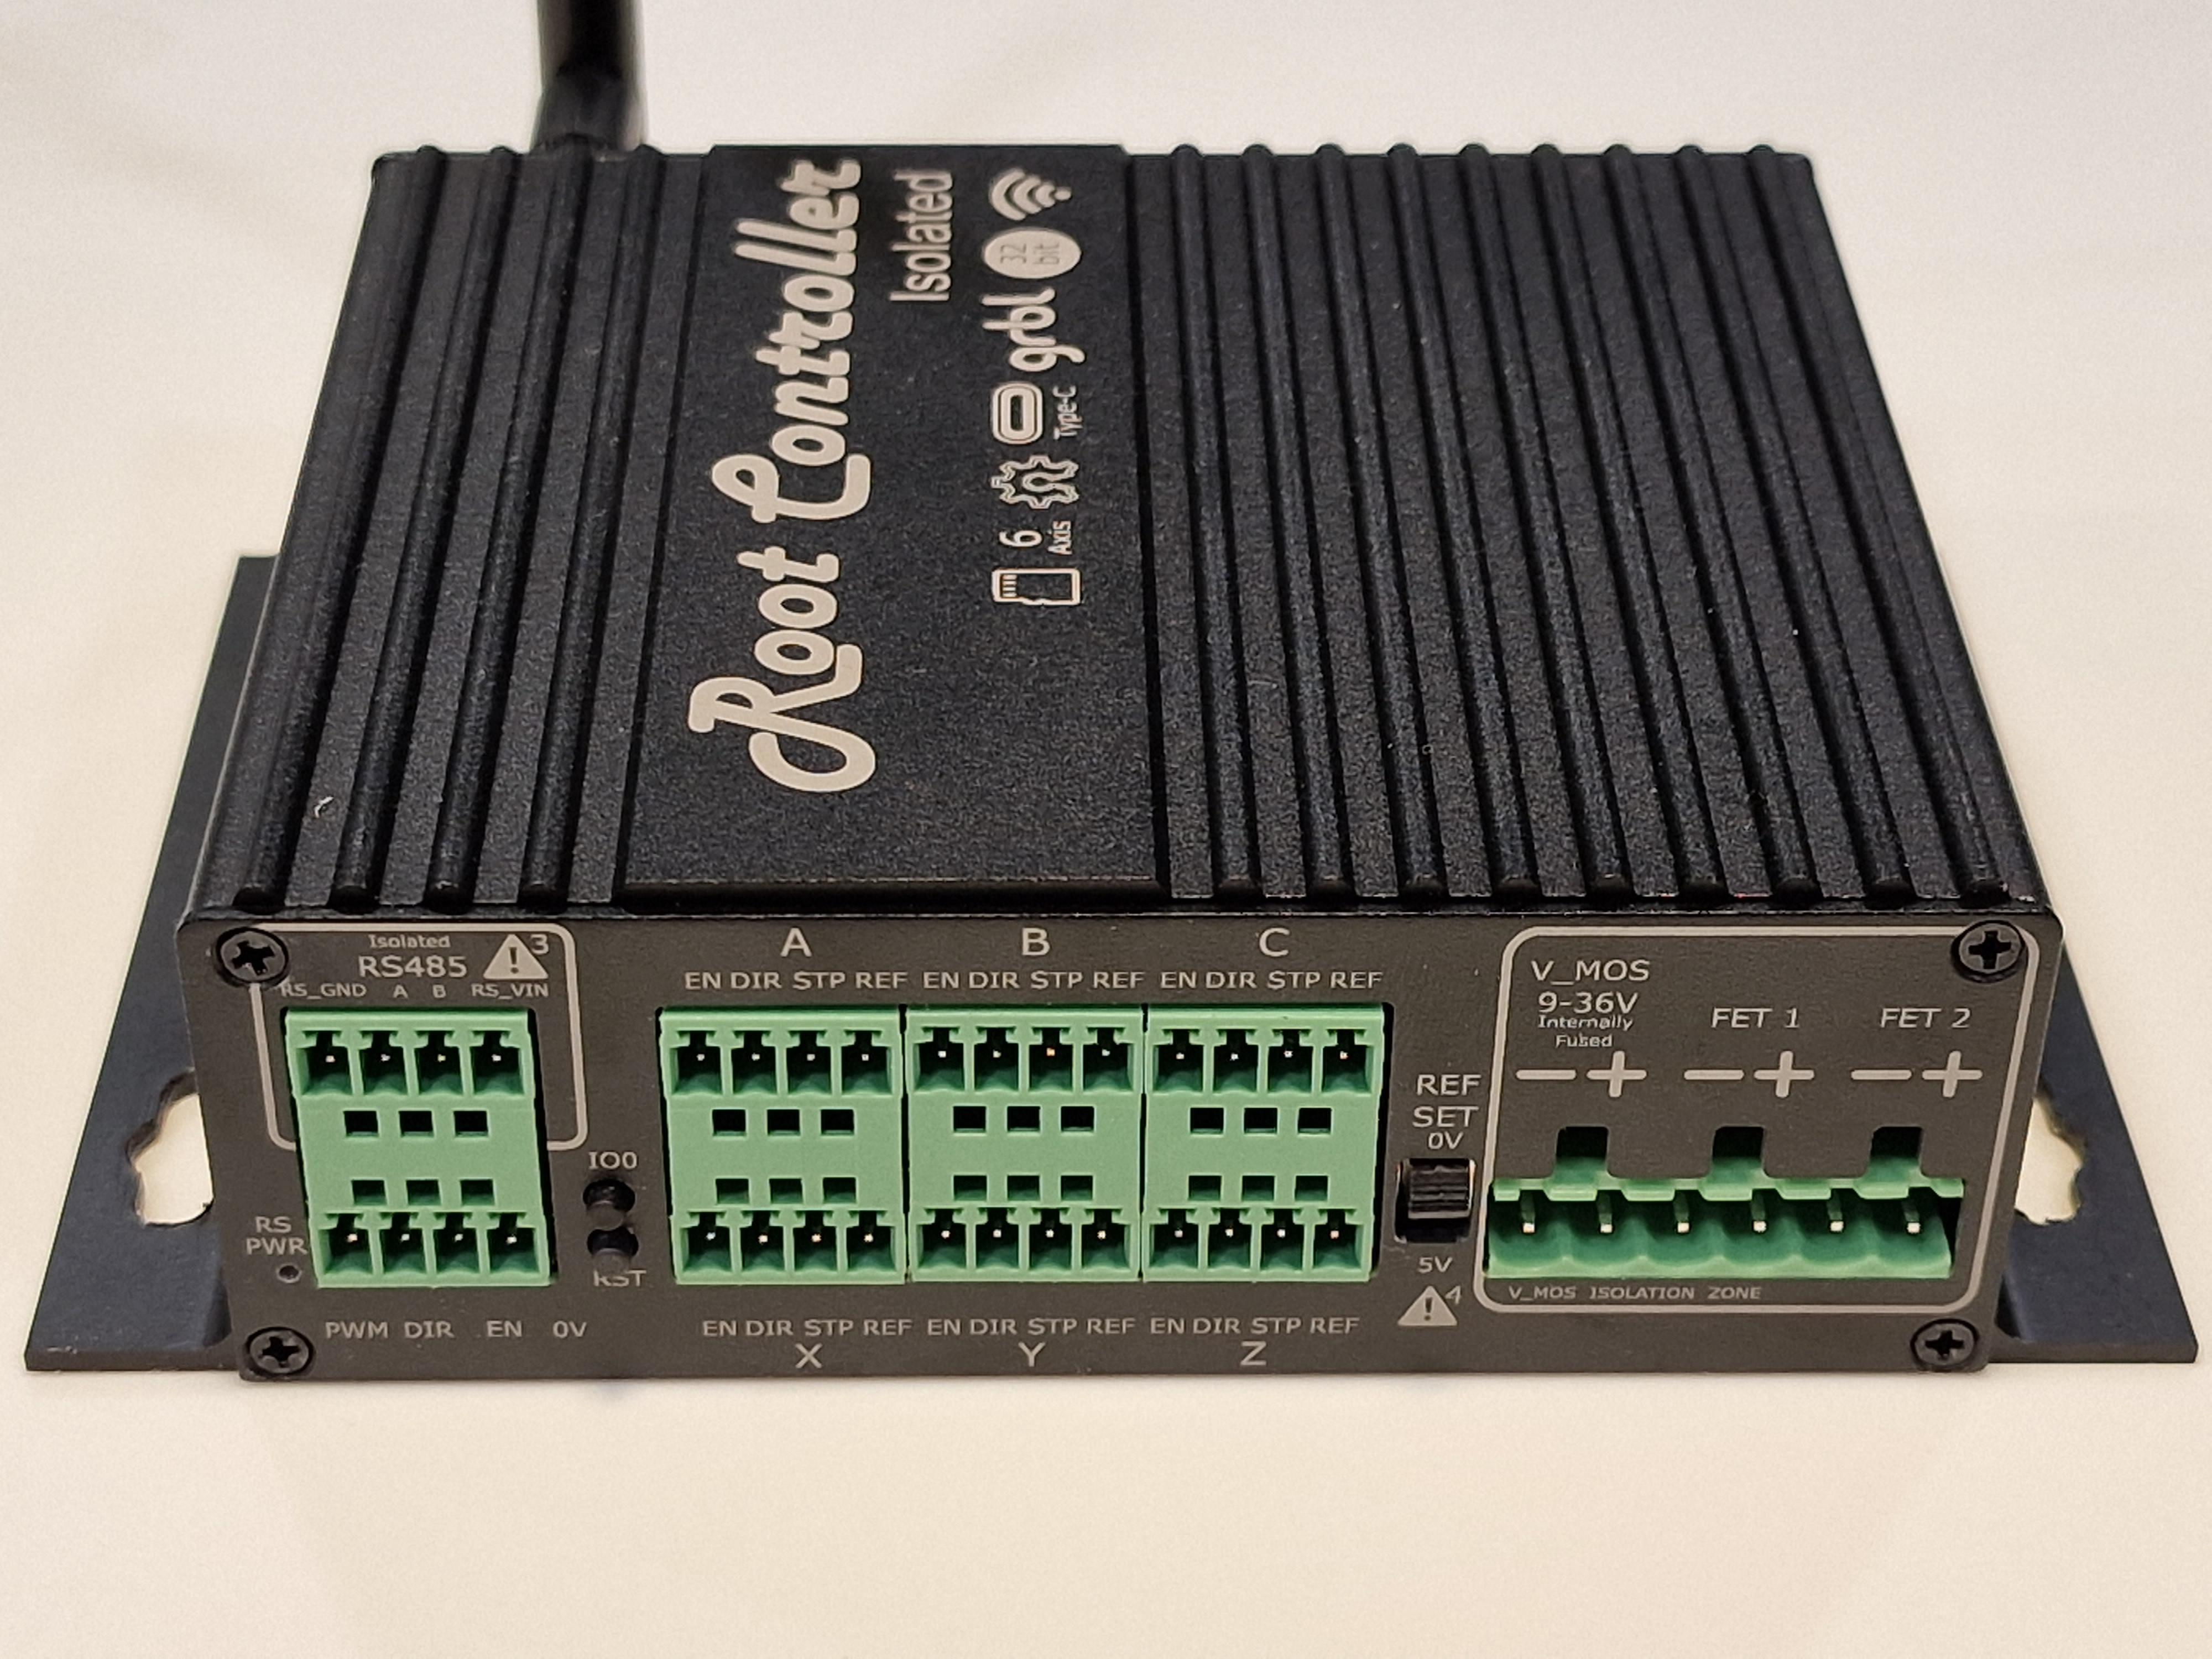 Root Controller
Isolated
6 Axis Type-C grbl 32 bit
Isolated
RS485 3
RS_GND A B RS_VIN
IO0
RS
PWR
RST
PWM DIR EN 0V
A B C
EN DIR STP REF EN DIR STP REF EN DIR STP REF
EN DIR STP REF EN DIR STP REF EN DIR STP REF
X Y Z
REF
SET
0V
5V
4
V_MOS
9-36V
Internally
Fused
FET 1 FET 2
- + - + - +
V_MOS ISOLATION ZONE